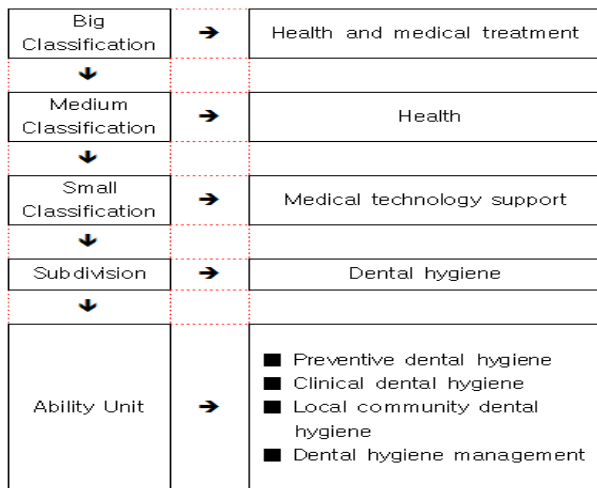 Big
Classification
➔
Health and medical treatment
Medium
Classification
➔
Health
Small
Classification
➔
Medical technology support
Subdivision
➔
Dental hygiene
Ability Unit
➔
■ Preventive dental hygiene
■ Clinical dental hygiene
■ Local community dental
hygiene
■ Dental hygiene management